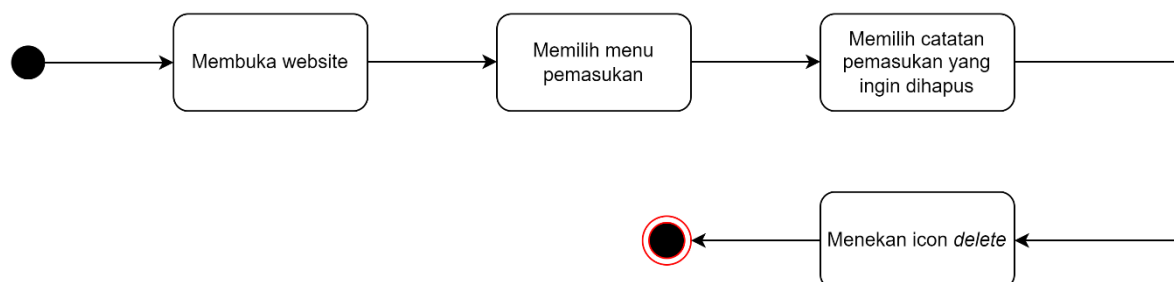 Membuka website
Memilih menu
pemasukan
Memilih catatan
pemasukan yang
ingin dihapus
Menekan icon delete